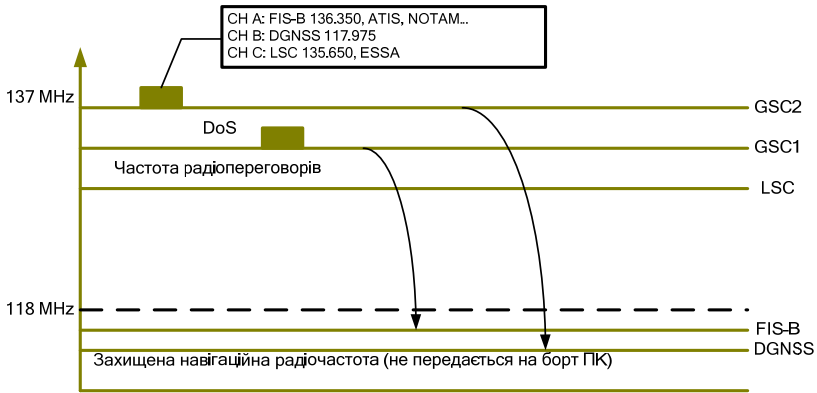 CH A: FIS-B 136.350, ATIS, NOTAM...
CH B: DGNSS 117.975
CH C: LSC 135.650, ESSA
137 MHz
GSC2
DoS
GSC1
Частота радіопереговорів
LSC
118 MHz
FIS-B
DGNSS
Захищена навігаційна радіочастота (не передається на борт ПК)